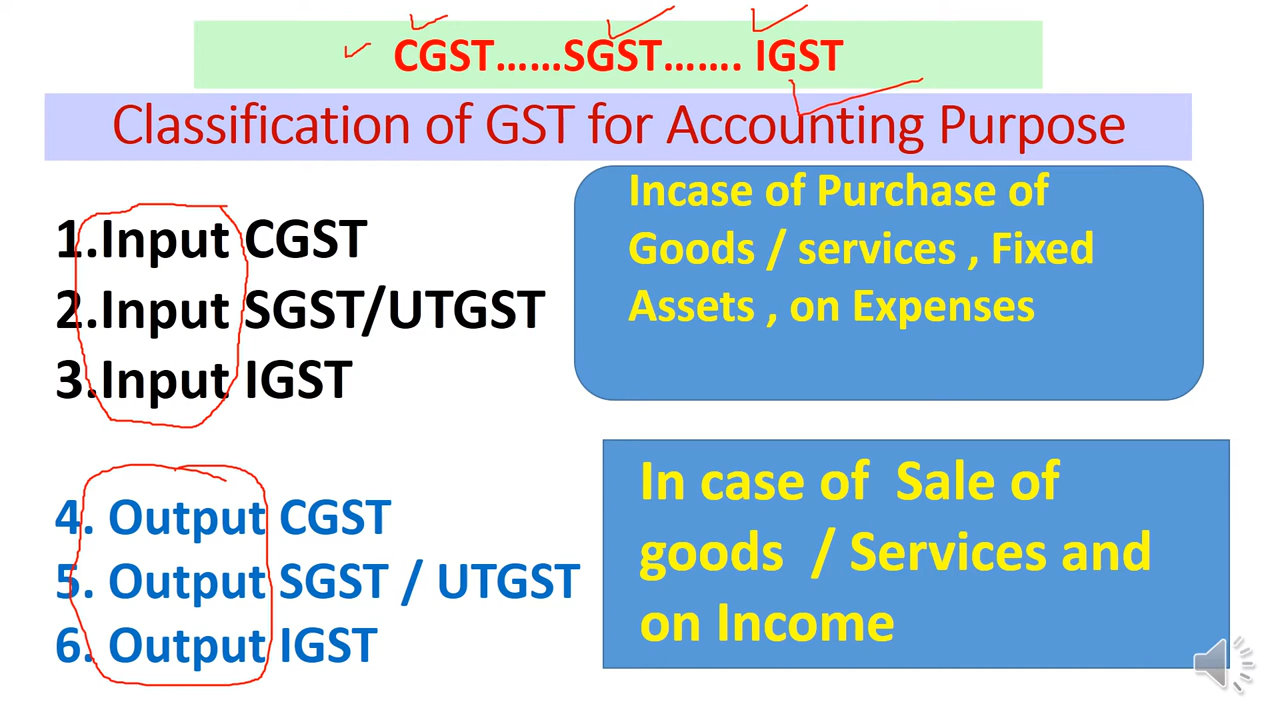 CGST......SGST....... IGST
Classification of GST for Accounting Purpose
1.Input CGST
2.Input SGST/UTGST
3.Input IGST
Incase of Purchase of
Goods / services , Fixed
Assets , on Expenses
4. Output CGST
5. Output SGST / UTGST
6. Output IGST
In case of  Sale of
goods  / Services and
on Income